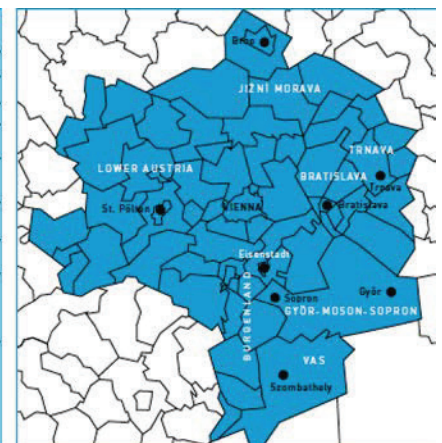 Brno
JIŽNÍ MORAVA
TRNAVA
LOWER AUSTRIA
BRATISLAVA
Trnava
St. Pölten
VIENNA
Bratislava
Eisenstadt
BURGENLAND
Sopron
Győr
GYŐR-MOSON-SOPRON
VAS
Szombathely